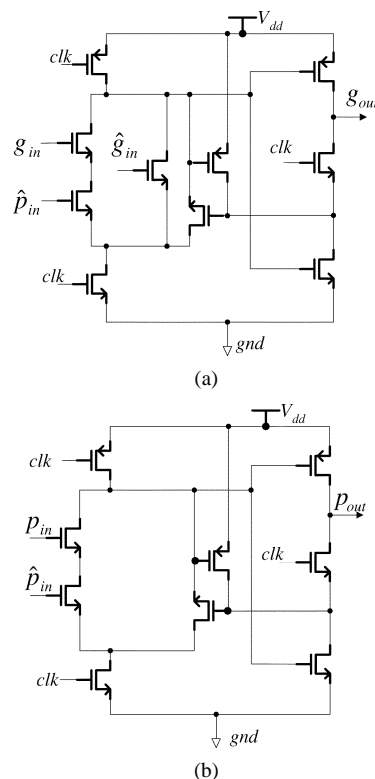 V_dd
clk
g_in
ĝ_in
g_out
clk
p̂_in
clk
gnd
(a)
V_dd
clk
p_in
p_out
clk
p̂_in
clk
gnd
(b)